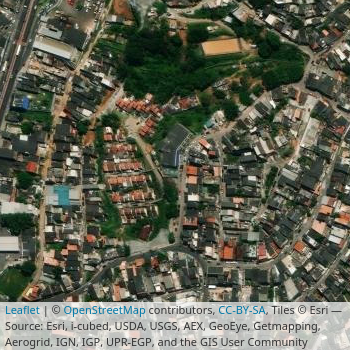 Leaflet | © OpenStreetMap contributors, CC-BY-SA, Tiles © Esri —
Source: Esri, i-cubed, USDA, USGS, AEX, GeoEye, Getmapping,
Aerogrid, IGN, IGP, UPR-EGP, and the GIS User Community